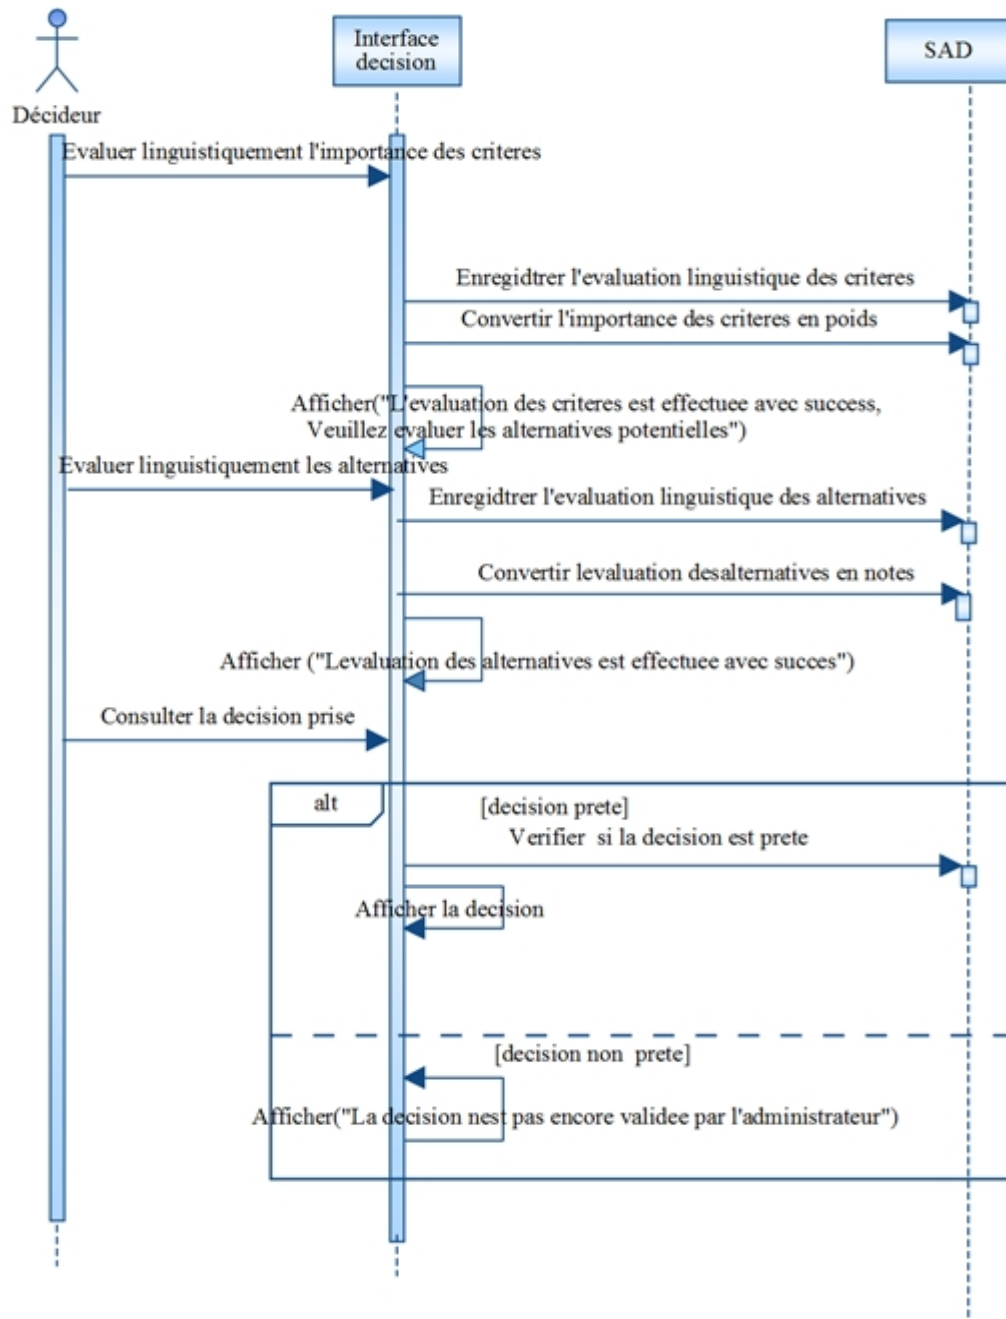 Interface
decision
SAD
Décideur
Evaluer linguistiquement l'importance des criteres
Enregidtrer l'evaluation linguistique des criteres
Convertir l'importance des criteres en poids
Afficher("L'evaluation des criteres est effectuee avec success,
Veuillez evaluer les alternatives potentielles")
Evaluer linguistiquement les alternatives
Enregidtrer l'evaluation linguistique des alternatives
Convertir levaluation desalternatives en notes
Afficher ("Levaluation des alternatives est effectuee avec succes")
Consulter la decision prise
alt
[decision prete]
Verifier si la decision est prete
Afficher la decision
[decision non prete]
Afficher("La decision nest pas encore validee par l'administrateur")